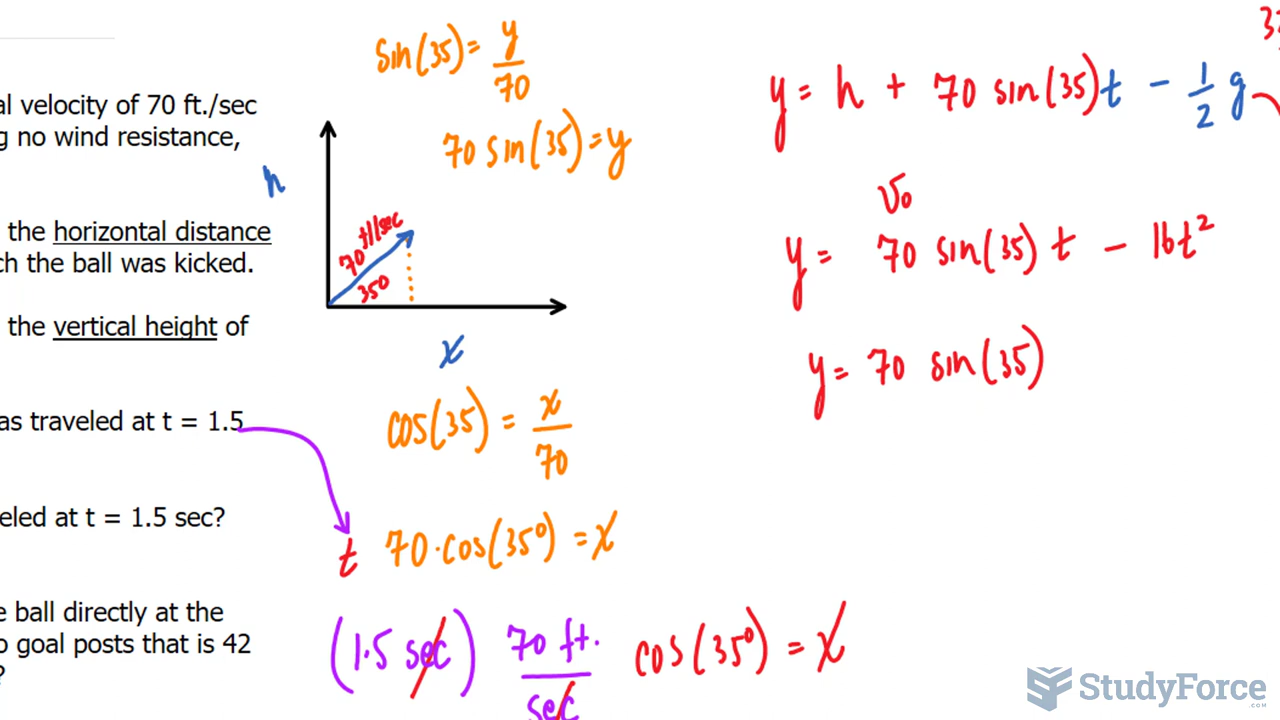 al velocity of 70 ft./sec
g no wind resistance,
the horizontal distance
ch the ball was kicked.
the vertical height of
as traveled at t = 1.5
eled at t = 1.5 sec?
e ball directly at the
o goal posts that is 42
?
sin(35) = y/70
70 sin(35) = y
h
70 ft/sec
35°
x
cos(35) = x/70
t 70·cos(35°) = x
(1.5 sec) 70 ft./sec cos(35°) = x
y = h + 70 sin(35)t - 1/2 g
Vo
y = 70 sin(35) t - 16t²
y = 70 sin(35)
StudyForce
.com